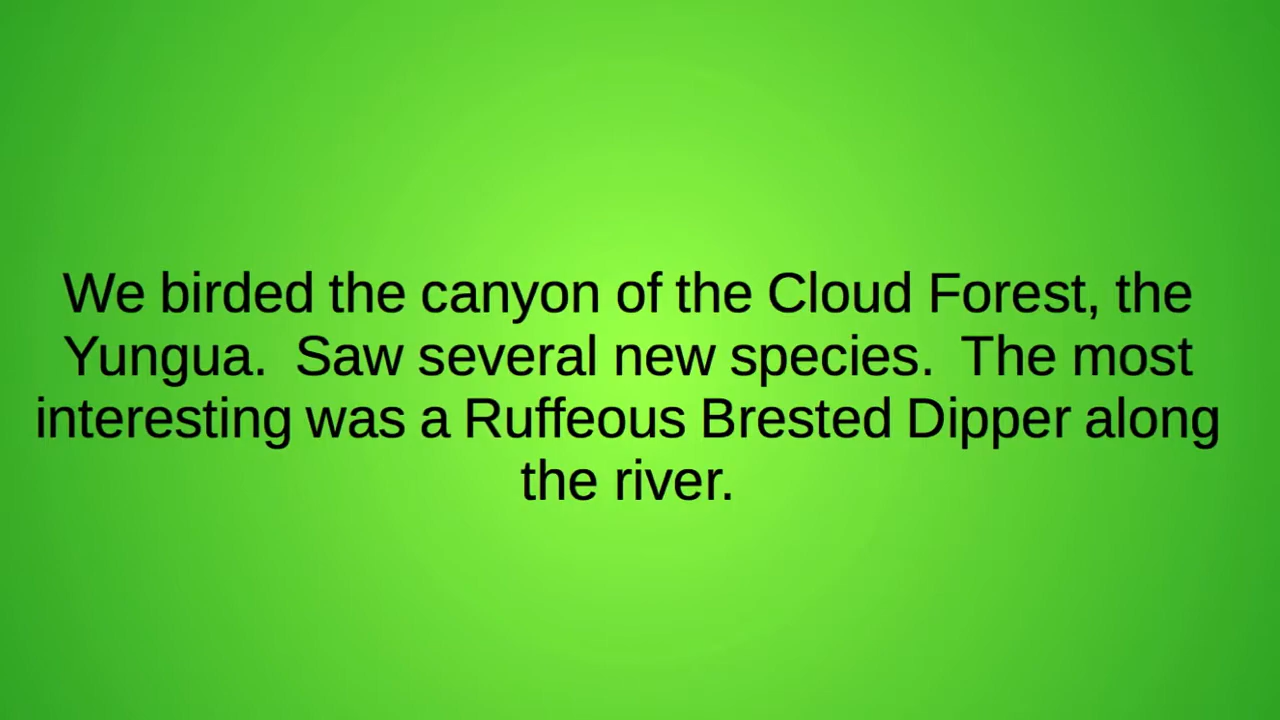 We birded the canyon of the Cloud Forest, the
Yungua.  Saw several new species.  The most
interesting was a Ruffeous Brested Dipper along
the river.